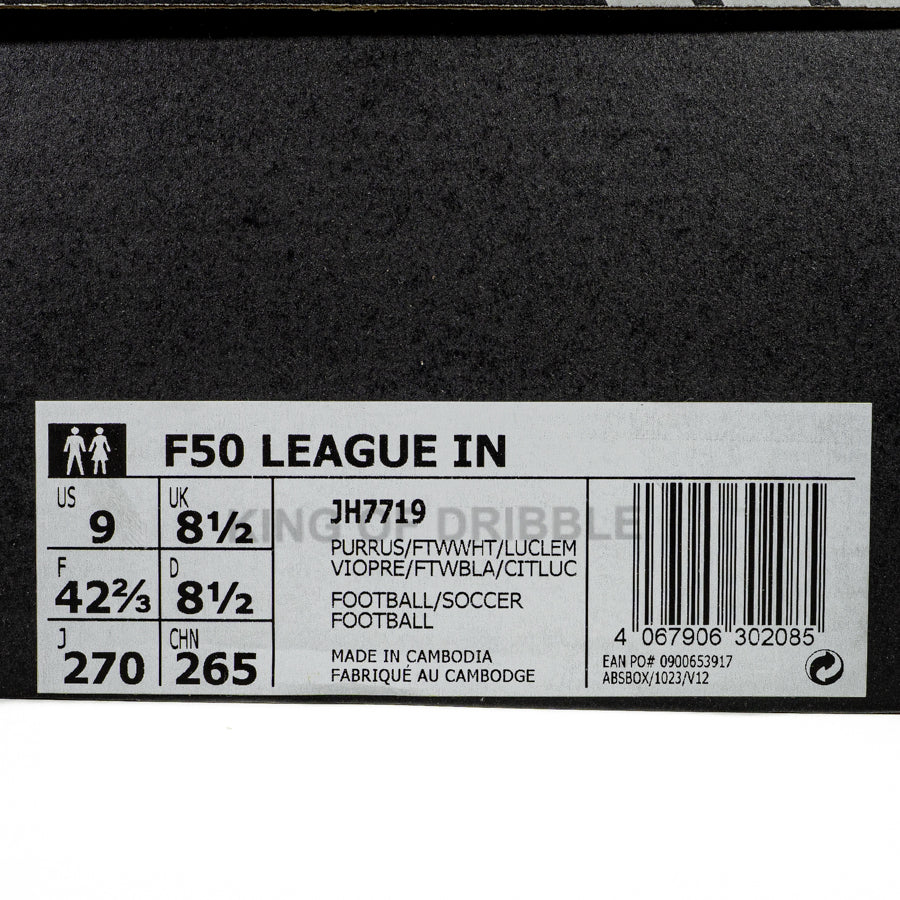 F50 LEAGUE IN
US
9
UK
8½
F
42⅔
D
8½
J
270
CHN
265
KING OF DRIBBLE
JH7719
PURRUS/FTWWHT/LUCLEM
VIOPRE/FTWBLA/CITLUC
FOOTBALL/SOCCER
FOOTBALL
MADE IN CAMBODIA
FABRIQUÉ AU CAMBODGE
4 067906 302085
EAN PO# 0900653917
ABSBOX/1023/V12